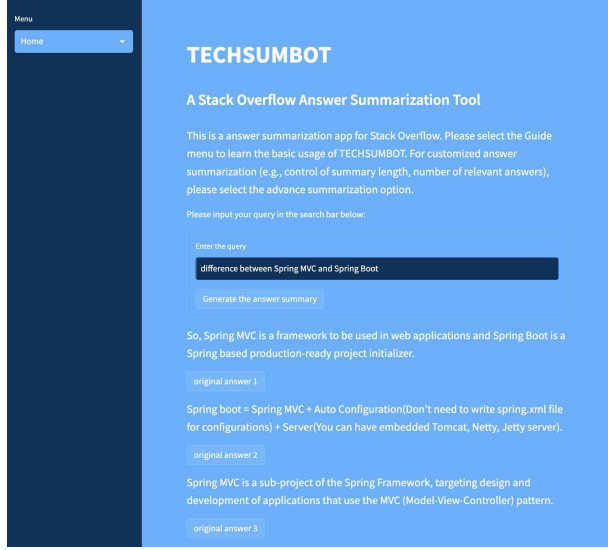 Menu
Home
TECHSUMBOT
A Stack Overflow Answer Summarization Tool
This is a answer summarization app for Stack Overflow. Please select the Guide
menu to learn the basic usage of TECHSUMBOT. For customized answer
summarization (e.g., control of summary length, number of relevant answers),
please select the advance summarization option.
Please input your query in the search bar below:
Enter the query
difference between Spring MVC and Spring Boot
Generate the answer summary
So, Spring MVC is a framework to be used in web applications and Spring Boot is a
Spring based production-ready project initializer.
original answer 1
Spring boot = Spring MVC + Auto Configuration(Don't need to write spring.xml file
for configurations) + Server(You can have embedded Tomcat, Netty, Jetty server).
original answer 2
Spring MVC is a sub-project of the Spring Framework, targeting design and
development of applications that use the MVC (Model-View-Controller) pattern.
original answer 3